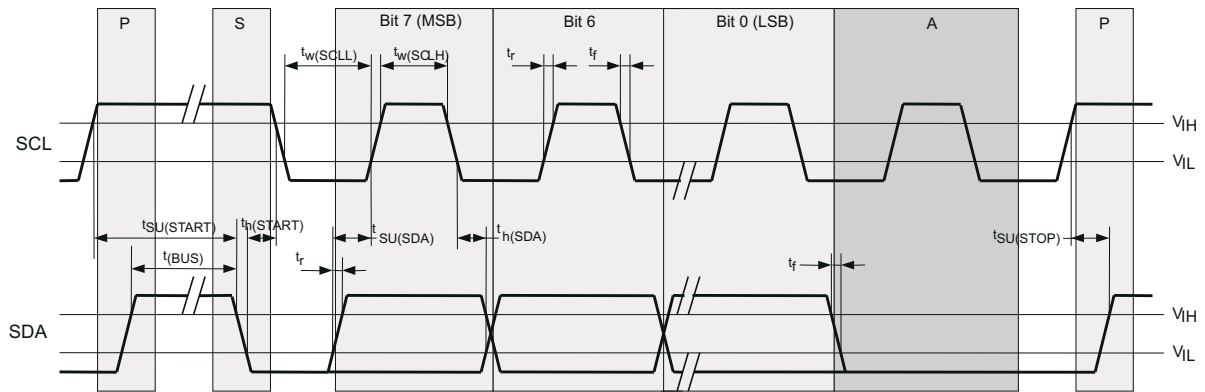 P S Bit 7 (MSB) Bit 6 Bit 0 (LSB) A P
tw(SCLL) tw(SCLH) tr tf
VIH
SCL
VIL
tSU(START) th(START) tSU(SDA) th(SDA) tSU(STOP)
t(BUS) tr tf
VIH
SDA
VIL